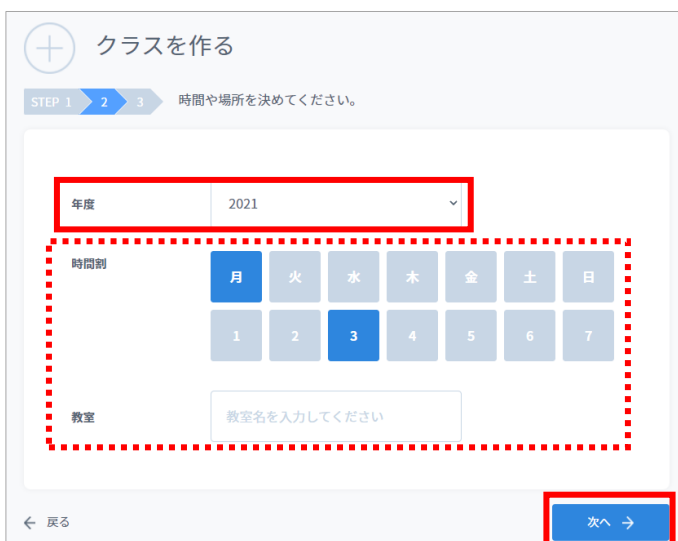 クラスを作る
STEP 1 2 3 時間や場所を決めてください。
年度 2021
時間割 月 火 水 木 金 土 日
1 2 3 4 5 6 7
教室 教室名を入力してください
← 戻る 次へ →